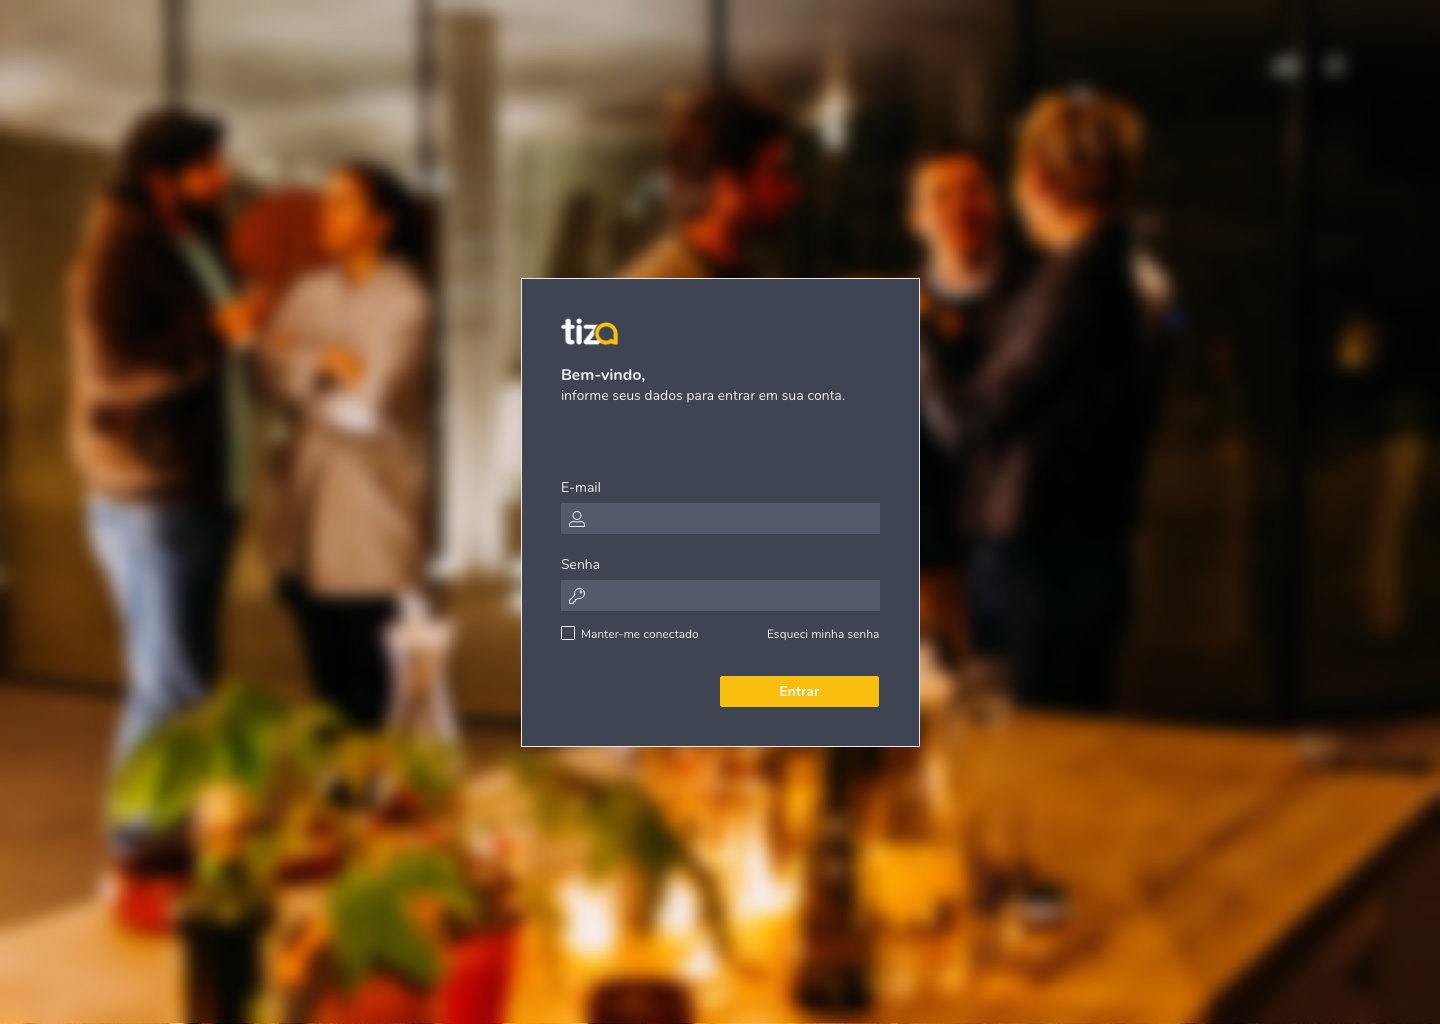 tiza
Bem-vindo,
informe seus dados para entrar em sua conta.
E-mail
Senha
Manter-me conectado
Esqueci minha senha
Entrar